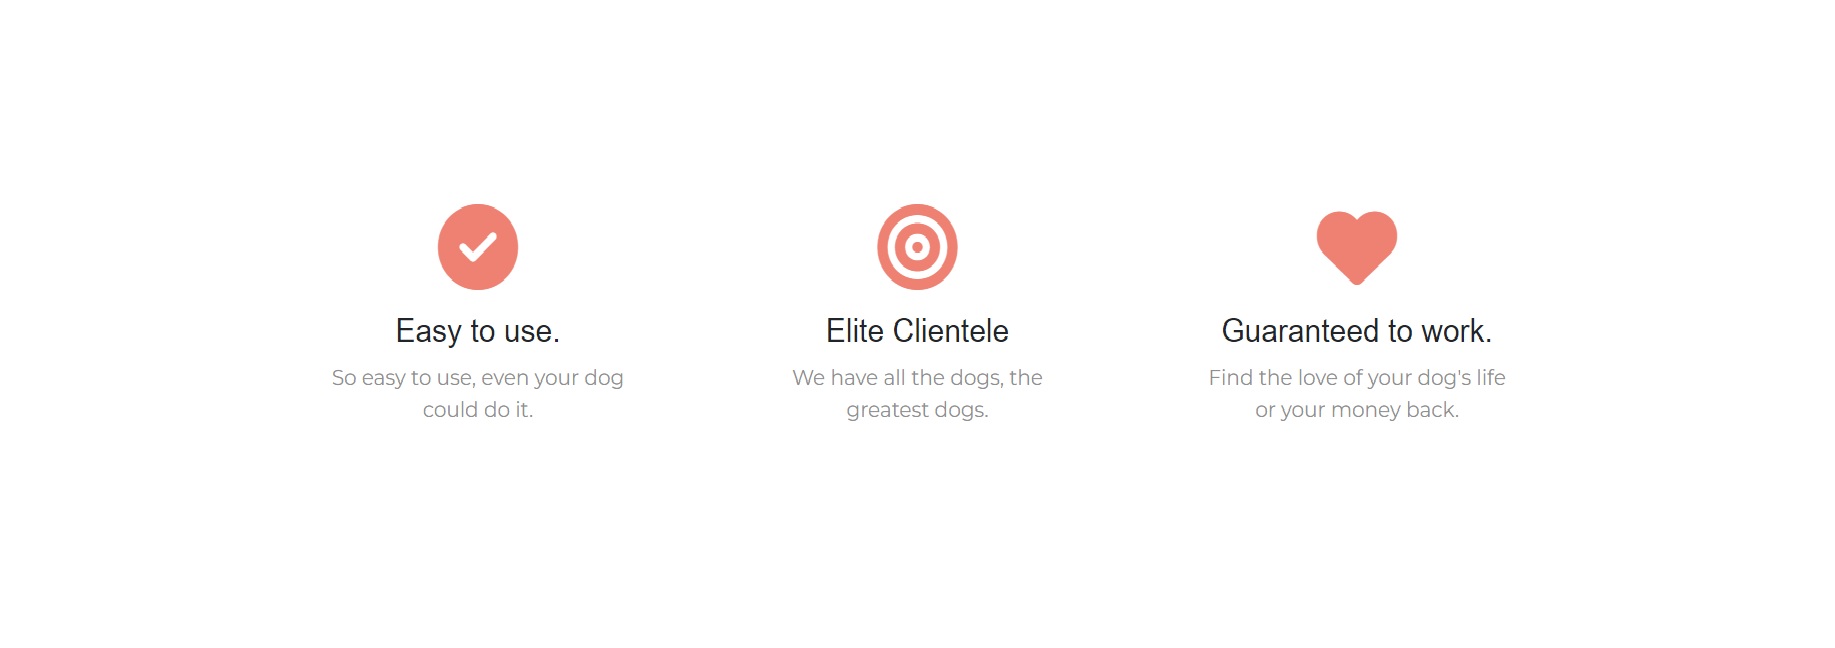 Easy to use.
So easy to use, even your dog
could do it.
Elite Clientele
We have all the dogs, the
greatest dogs.
Guaranteed to work.
Find the love of your dog's life
or your money back.